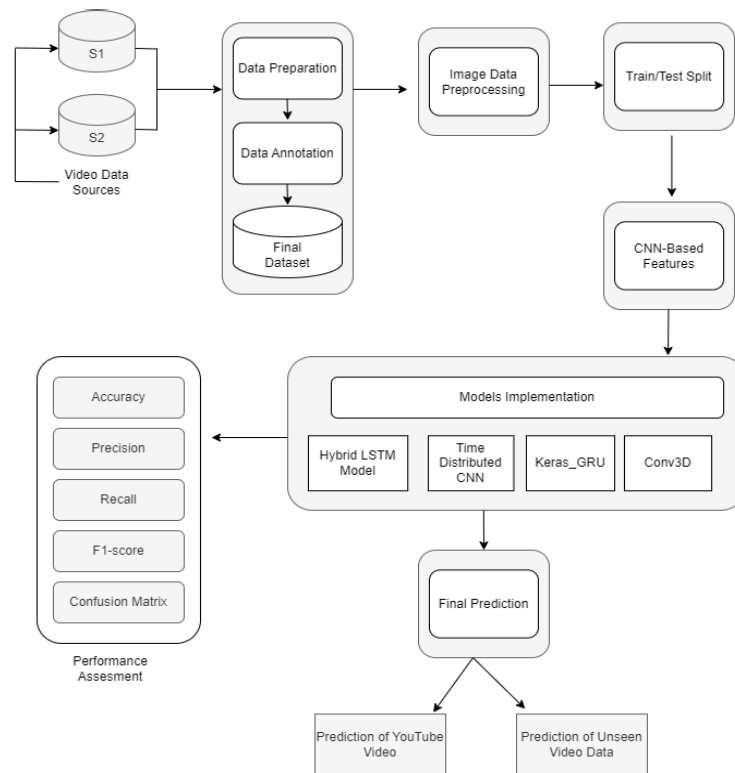 S1
S2
Video Data
Sources
Data Preparation
Data Annotation
Final
Dataset
Image Data
Preprocessing
Train/Test Split
CNN-Based
Features
Models Implementation
Hybrid LSTM
Model
Time
Distributed
CNN
Keras_GRU
Conv3D
Accuracy
Precision
Recall
F1-score
Confusion Matrix
Performance
Assesment
Final Prediction
Prediction of YouTube
Video
Prediction of Unseen
Video Data